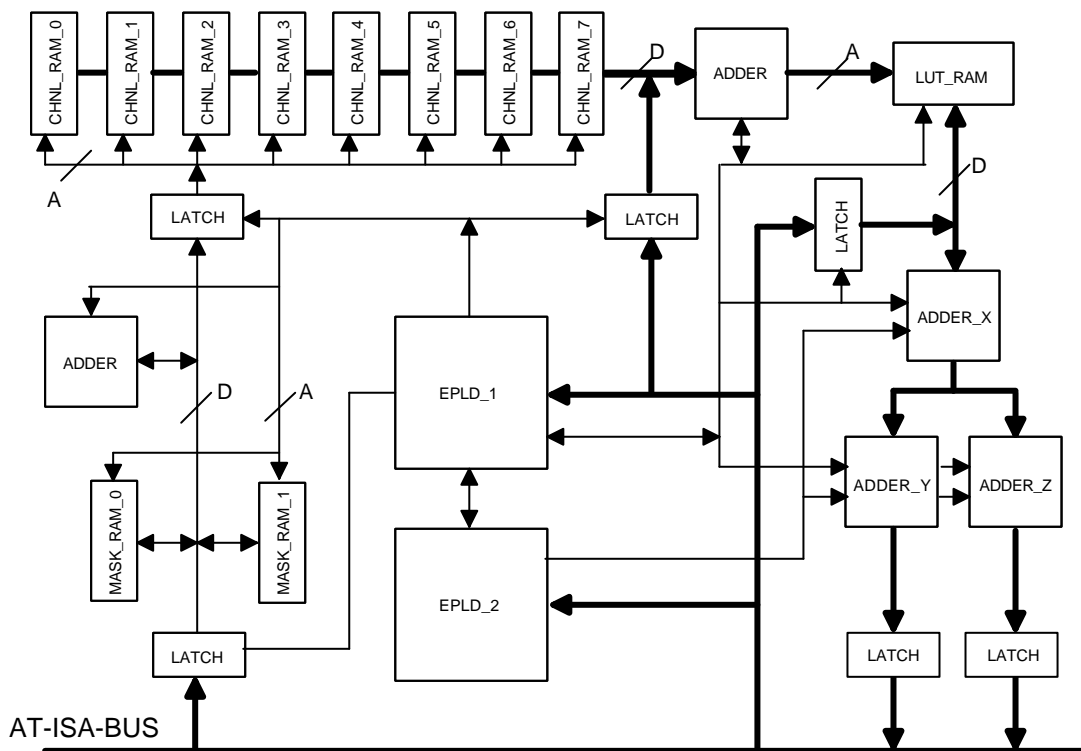 CHNL_RAM_0
CHNL_RAM_1
CHNL_RAM_2
CHNL_RAM_3
CHNL_RAM_4
CHNL_RAM_5
CHNL_RAM_6
CHNL_RAM_7
D
ADDER
A
LUT_RAM
A
D
LATCH
LATCH
LATCH
ADDER_X
ADDER
D
A
EPLD_1
ADDER_Y
ADDER_Z
MASK_RAM_0
MASK_RAM_1
EPLD_2
LATCH
LATCH
LATCH
AT-ISA-BUS